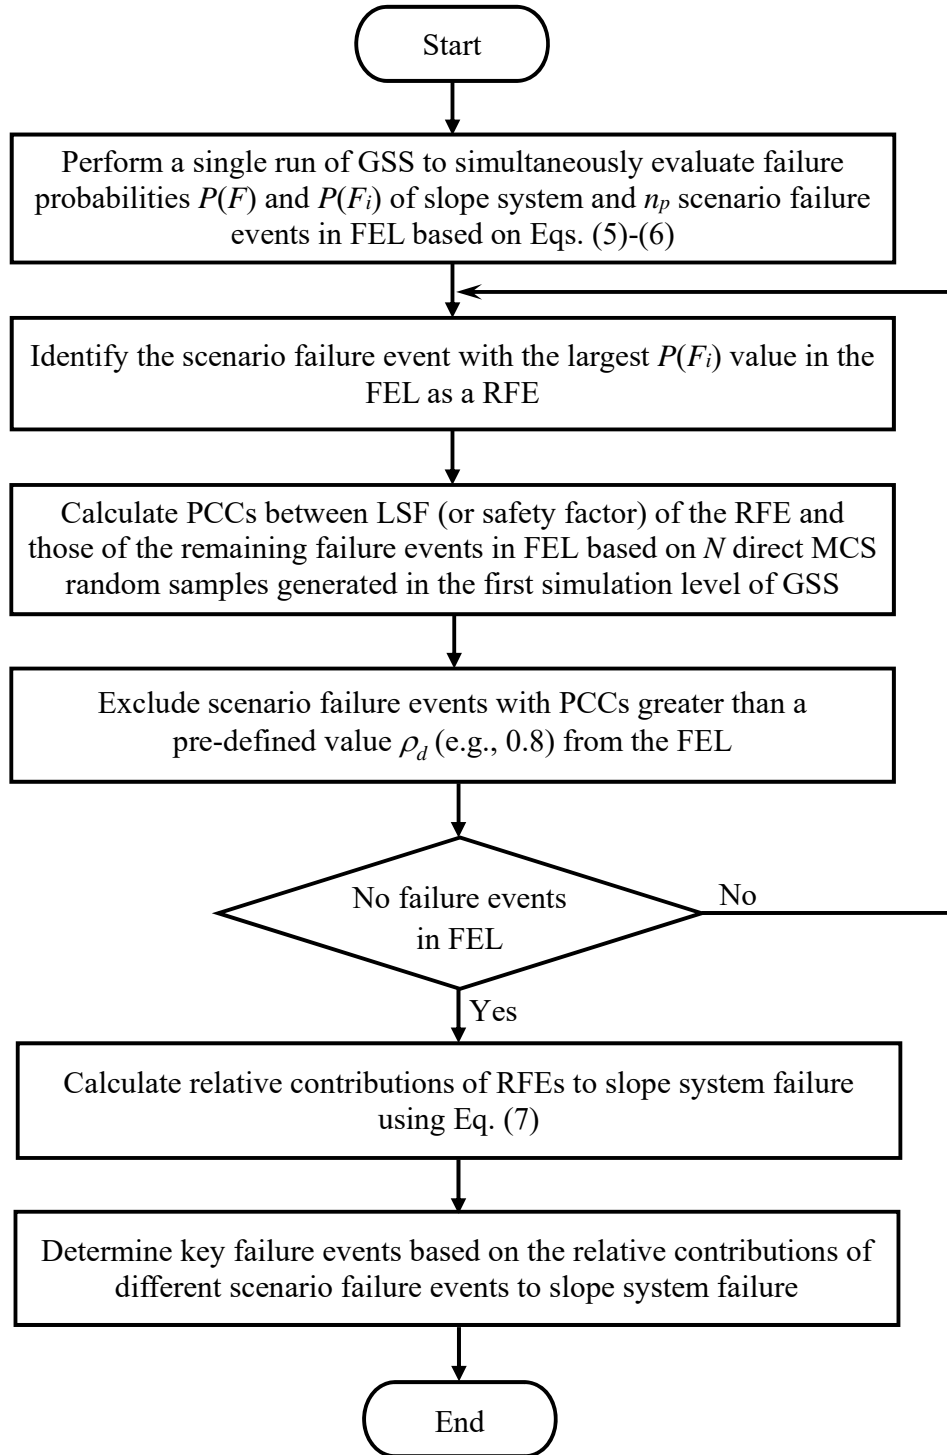 Start
Perform a single run of GSS to simultaneously evaluate failure
probabilities P(F) and P(Fi) of slope system and np scenario failure
events in FEL based on Eqs. (5)-(6)
Identify the scenario failure event with the largest P(Fi) value in the
FEL as a RFE
Calculate PCCs between LSF (or safety factor) of the RFE and
those of the remaining failure events in FEL based on N direct MCS
random samples generated in the first simulation level of GSS
Exclude scenario failure events with PCCs greater than a
pre-defined value ρd (e.g., 0.8) from the FEL
No failure events
in FEL
No
Yes
Calculate relative contributions of RFEs to slope system failure
using Eq. (7)
Determine key failure events based on the relative contributions of
different scenario failure events to slope system failure
End